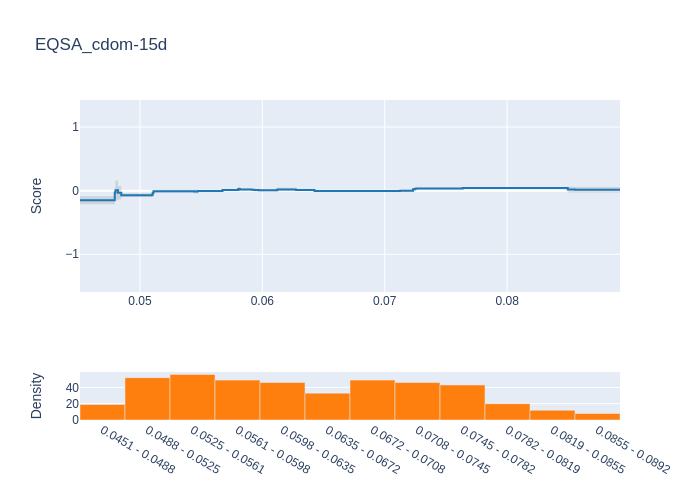 EQSA_cdom-15d
Score
1
0
−1
0.05
0.06
0.07
0.08
Density
40
20
0
0.0451 - 0.0488
0.0488 - 0.0525
0.0525 - 0.0561
0.0561 - 0.0598
0.0598 - 0.0635
0.0635 - 0.0672
0.0672 - 0.0708
0.0708 - 0.0745
0.0745 - 0.0782
0.0782 - 0.0819
0.0819 - 0.0855
0.0855 - 0.0892